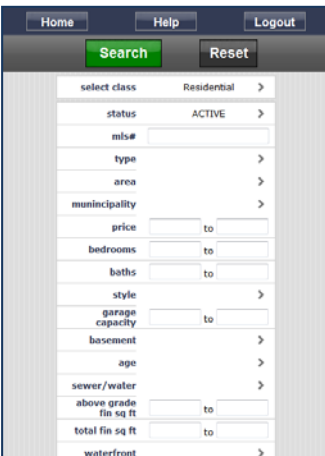 Home Help Logout
Search Reset
select class Residential >
status ACTIVE >
mls#
type >
area >
munincipality >
price to
bedrooms to
baths to
style >
garage
capacity to
basement >
age >
sewer/water >
above grade
fin sq ft to
total fin sq ft to
waterfront >